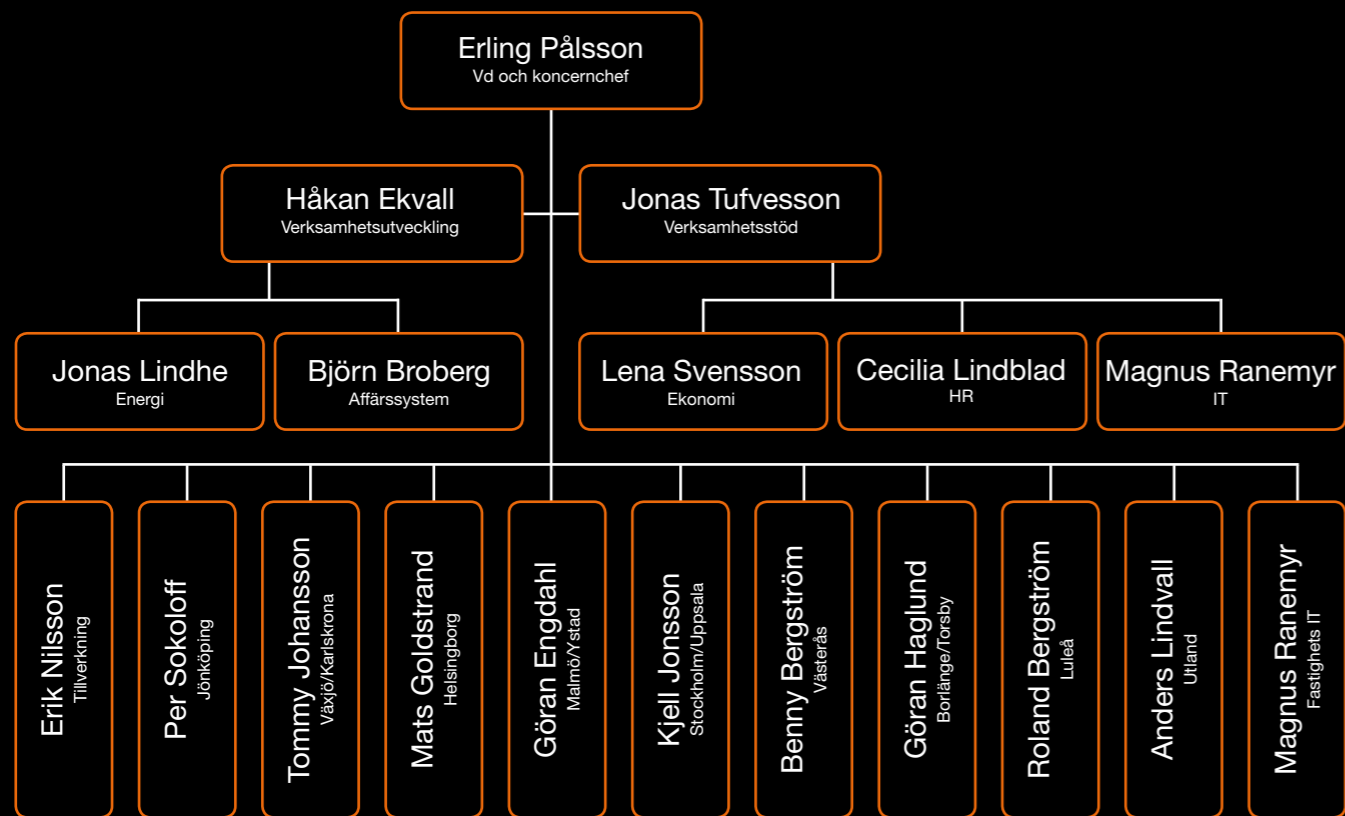 Erling Pålsson
Vd och koncernchef
Håkan Ekvall
Verksamhetsutveckling
Jonas Tufvesson
Verksamhetsstöd
Jonas Lindhe
Energi
Björn Broberg
Affärssystem
Lena Svensson
Ekonomi
Cecilia Lindblad
HR
Magnus Ranemyr
IT
Erik Nilsson
Tillverkning
Per Sokoloff
Jönköping
Tommy Johansson
Växjö/Karlskrona
Mats Goldstrand
Helsingborg
Göran Engdahl
Malmö/Ystad
Kjell Jonsson
Stockholm/Uppsala
Benny Bergström
Västerås
Göran Haglund
Borlänge/Torsby
Roland Bergström
Luleå
Anders Lindvall
Utland
Magnus Ranemyr
Fastighets IT